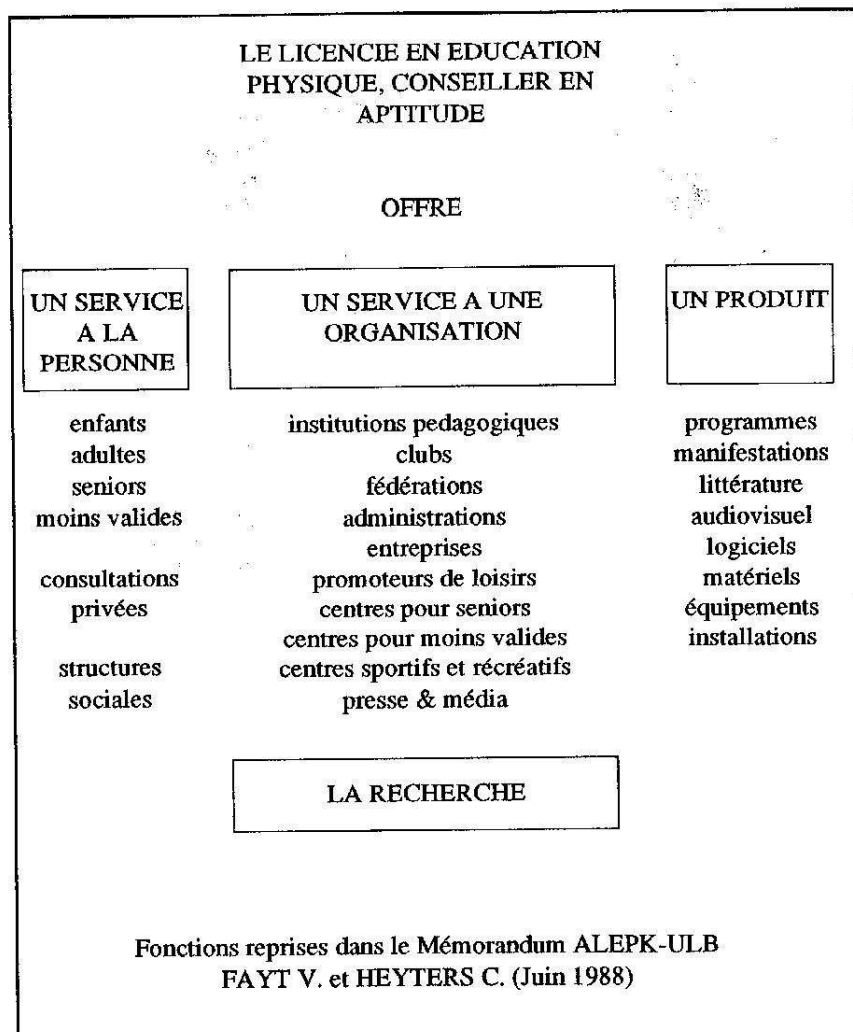 LE LICENCIE EN EDUCATION
PHYSIQUE, CONSEILLER EN
APTITUDE
OFFRE
UN SERVICE
A LA
PERSONNE
enfants
adultes
seniors
moins valides
consultations
privées
structures
sociales
UN SERVICE A UNE
ORGANISATION
institutions pedagogiques
clubs
fédérations
administrations
entreprises
promoteurs de loisirs
centres pour seniors
centres pour moins valides
centres sportifs et récréatifs
presse & média
UN PRODUIT
programmes
manifestations
littérature
audiovisuel
logiciels
matériels
équipements
installations
LA RECHERCHE
Fonctions reprises dans le Mémorandum ALEPK-ULB
FAYT V. et HEYTERS C. (Juin 1988)